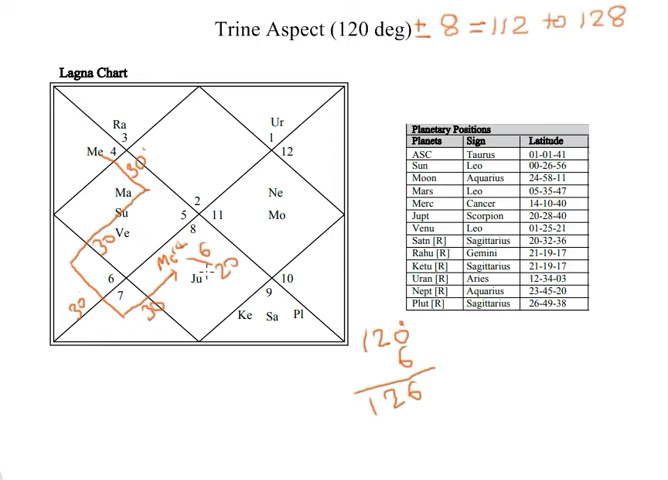 Trine Aspect (120 deg) ± 8 = 112 to 128
Lagna Chart
Ra
3
Me 4
30°
Ur
1
12
Ma
Su
Ve
30
2
5 11
8
Ne
Mo
6
7
30
30
Merc
6
20
Ju
10
9
Ke Sa Pl
Planetary Positions
Planets Sign Latitude
ASC Taurus 01-01-41
Sun Leo 00-26-56
Moon Aquarius 24-58-11
Mars Leo 05-35-47
Merc Cancer 14-10-40
Jupt Scorpion 20-28-40
Venu Leo 01-25-21
Satn [R] Sagittarius 20-32-36
Rahu [R] Gemini 21-19-17
Ketu [R] Sagittarius 21-19-17
Uran [R] Aries 12-34-03
Nept [R] Aquarius 23-45-20
Plut [R] Sagittarius 26-49-38
120
6
126